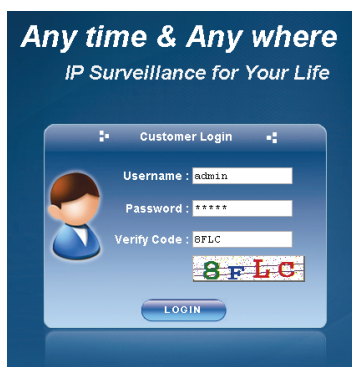 Any time & Any where
IP Surveillance for Your Life
Customer Login
Username : admin
Password : *****
Verify Code : 8FLC
8FLC
LOGIN